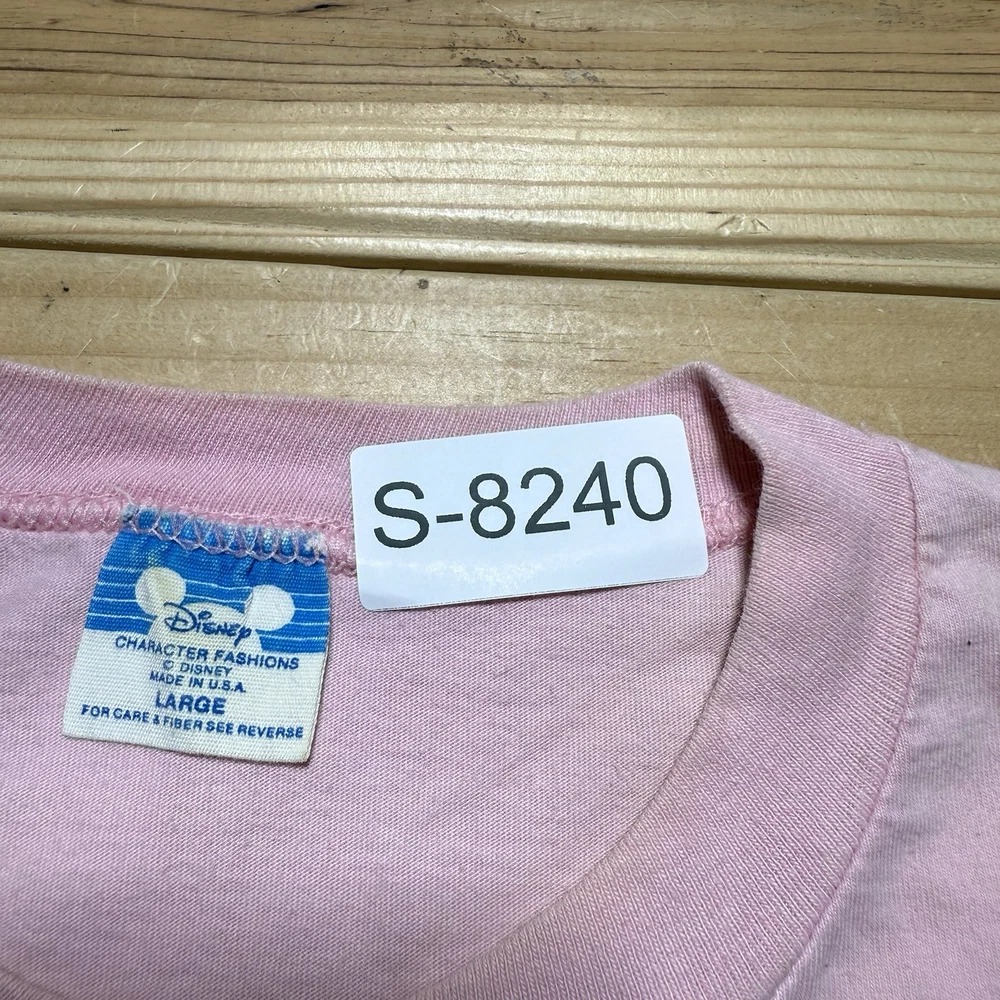 S-8240
Disney
CHARACTER FASHIONS
© DISNEY
MADE IN U.S.A.
LARGE
FOR CARE & FIBER SEE REVERSE